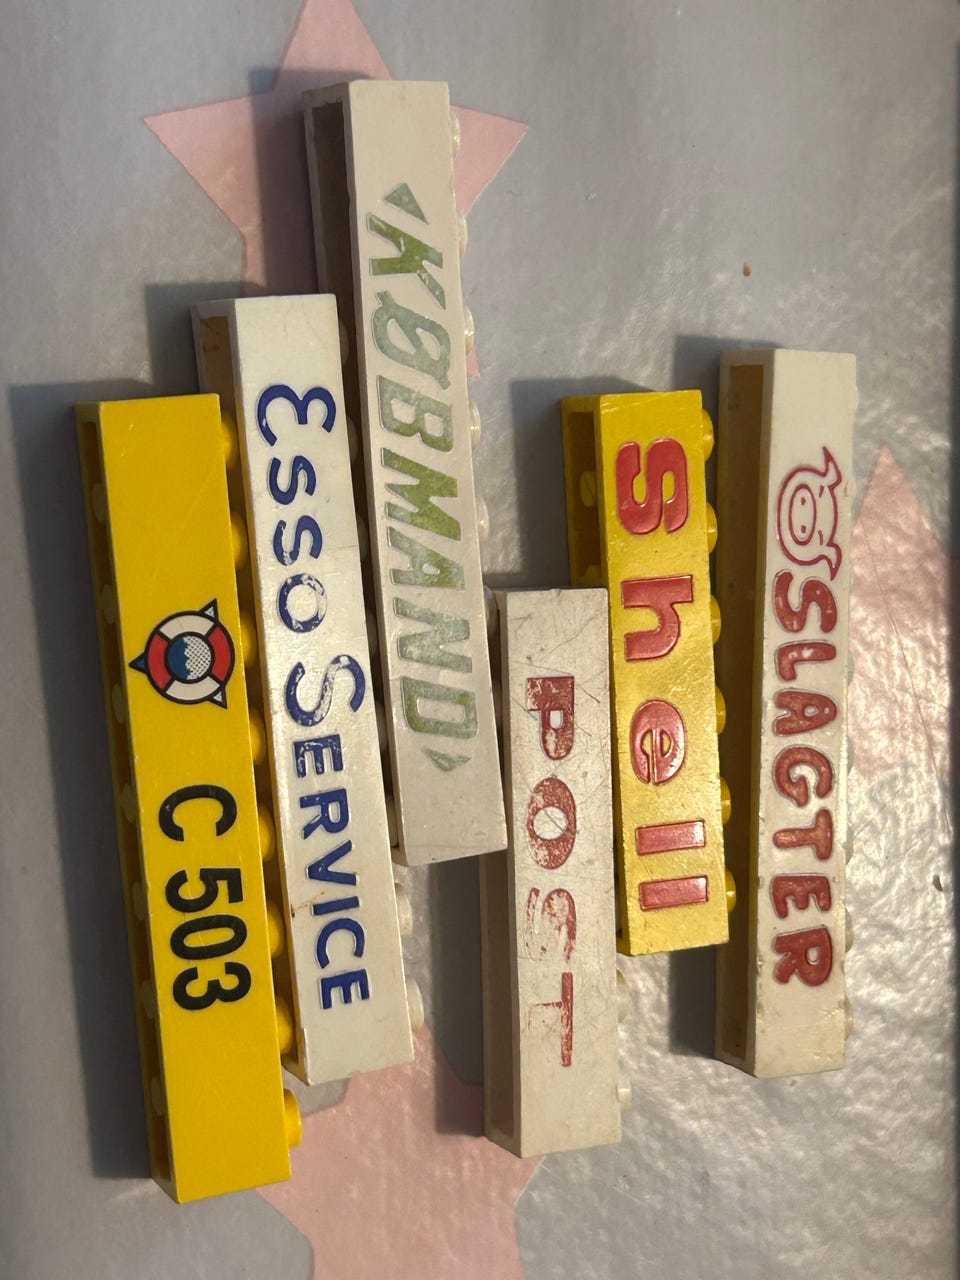 SLAGTER
Shell
POST
KØBMAND
Esso SERVICE
C 503